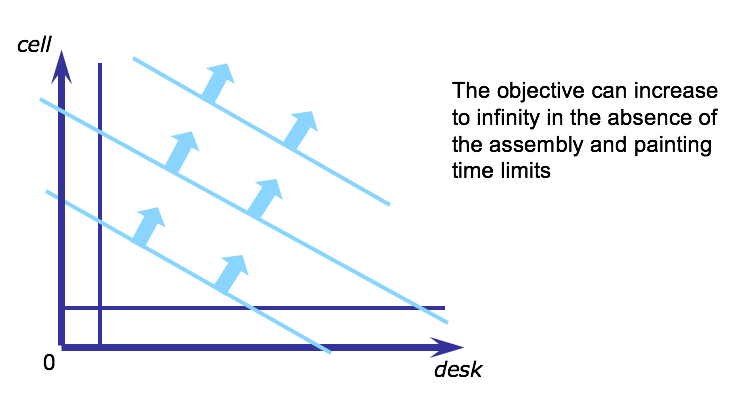 cell
The objective can increase
to infinity in the absence of
the assembly and painting
time limits
0
desk